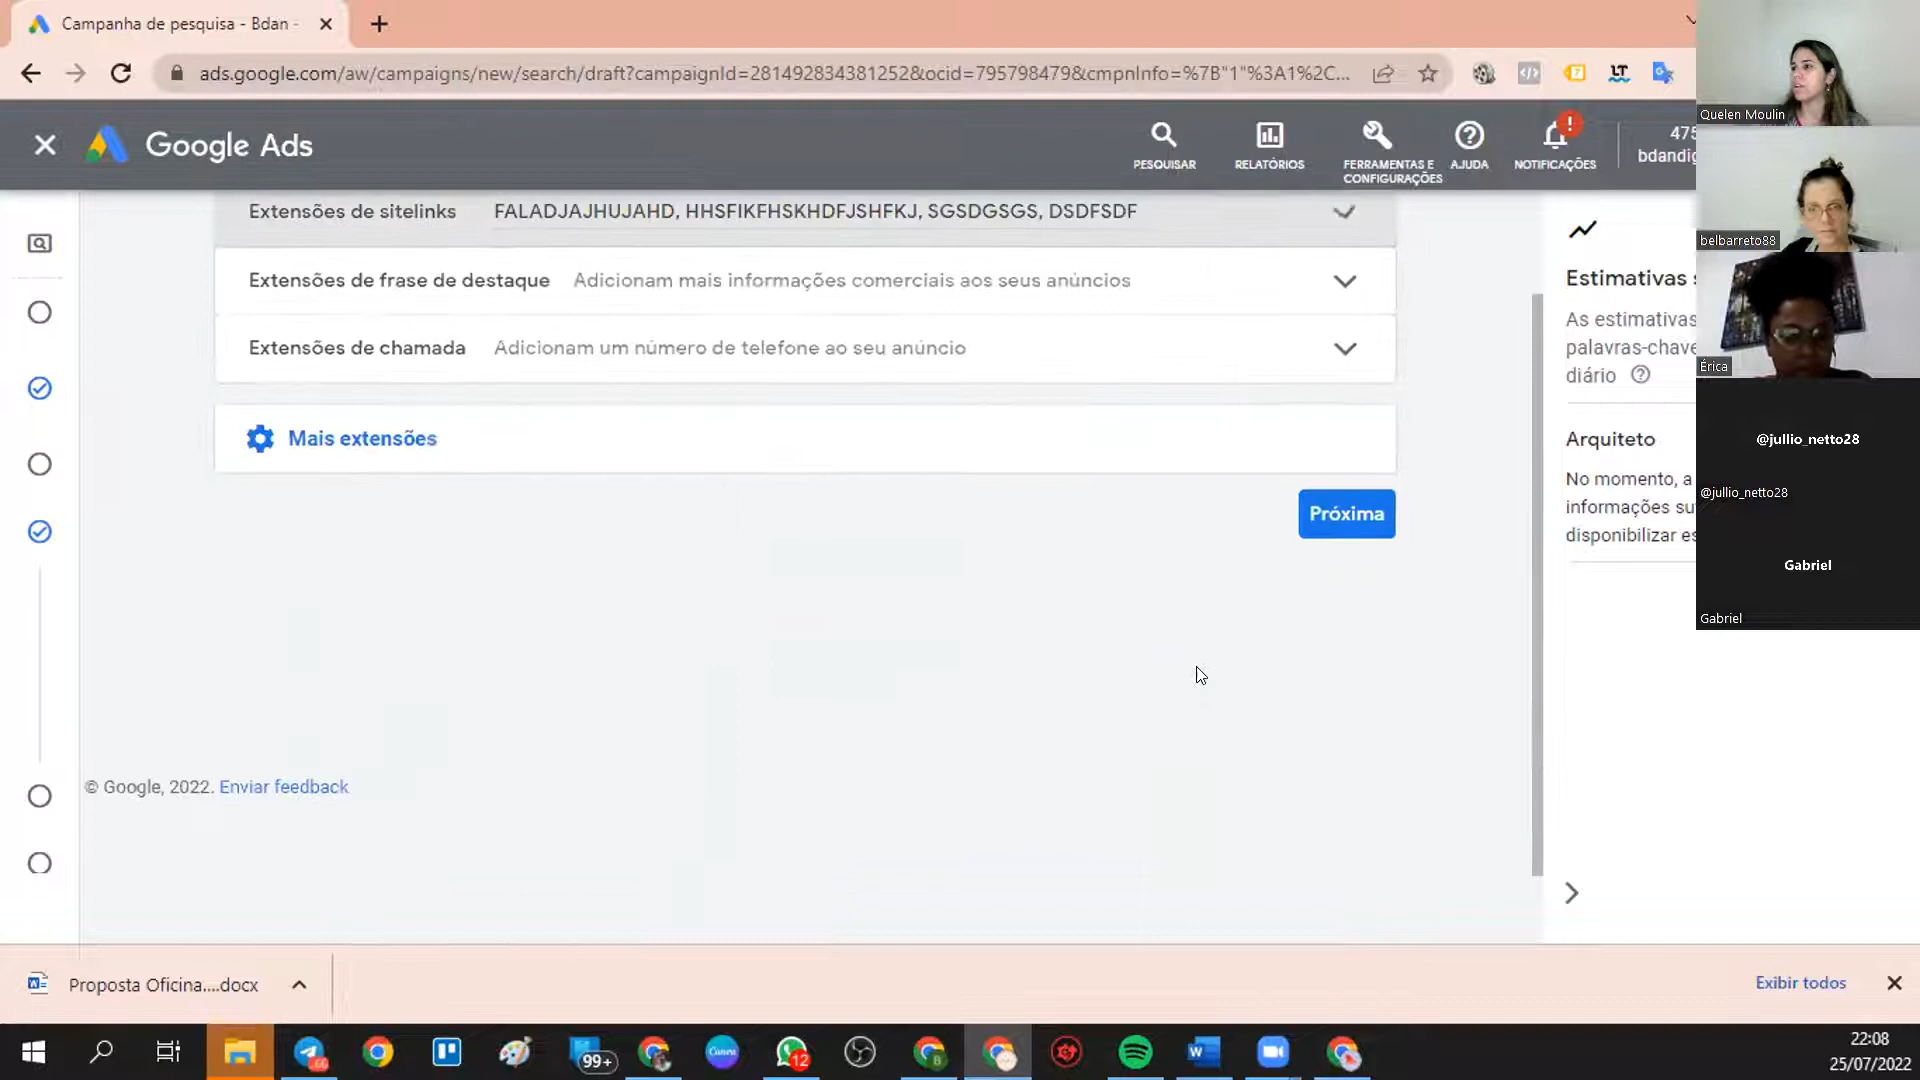 Campanha de pesquisa - Bdan -
ads.google.com/aw/campaigns/new/search/draft?campaignId=281492834381252&ocid=795798479&cmpnInfo=%7B"1"%3A1%2C...
Google Ads
PESQUISAR
RELATÓRIOS
FERRAMENTAS E
CONFIGURAÇÕES
AJUDA
NOTIFICAÇÕES
475
bdandig
Extensões de sitelinks FALADJAJHUJAHD, HHSFIKFHSKHDFJSHFKJ, SGSDGSGS, DSDFSDF
Extensões de frase de destaque Adicionam mais informações comerciais aos seus anúncios
Extensões de chamada Adicionam um número de telefone ao seu anúncio
Mais extensões
Próxima
© Google, 2022. Enviar feedback
Estimativas s
As estimativas
palavras-chave
diário
Arquiteto
No momento, a
informações su
disponibilizar es
Quelen Moulin
belbarreto88
Érica
@jullio_netto28
@jullio_netto28
Gabriel
Gabriel
Proposta Oficina....docx
Exibir todos
99+
Canva
12
22:08
25/07/2022